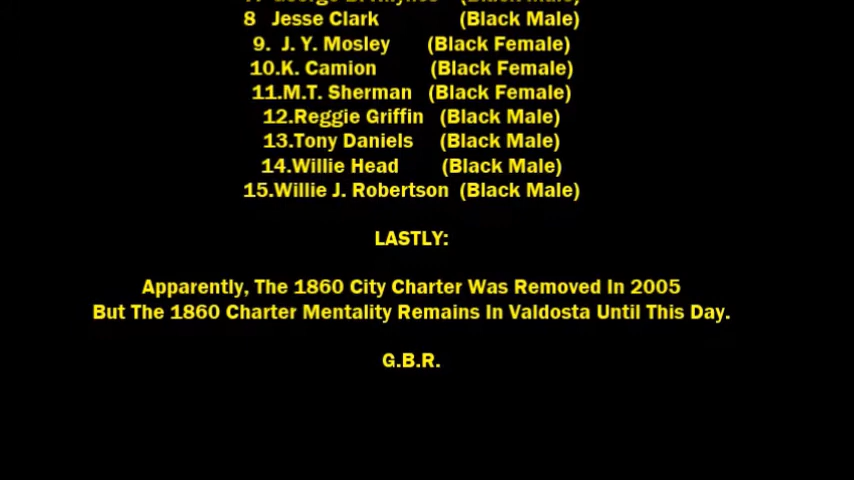 8 Jesse Clark (Black Male)
9. J. Y. Mosley (Black Female)
10.K. Camion (Black Female)
11.M.T. Sherman (Black Female)
12.Reggie Griffin (Black Male)
13.Tony Daniels (Black Male)
14.Willie Head (Black Male)
15.Willie J. Robertson (Black Male)
LASTLY:
Apparently, The 1860 City Charter Was Removed In 2005
But The 1860 Charter Mentality Remains In Valdosta Until This Day.
G.B.R.